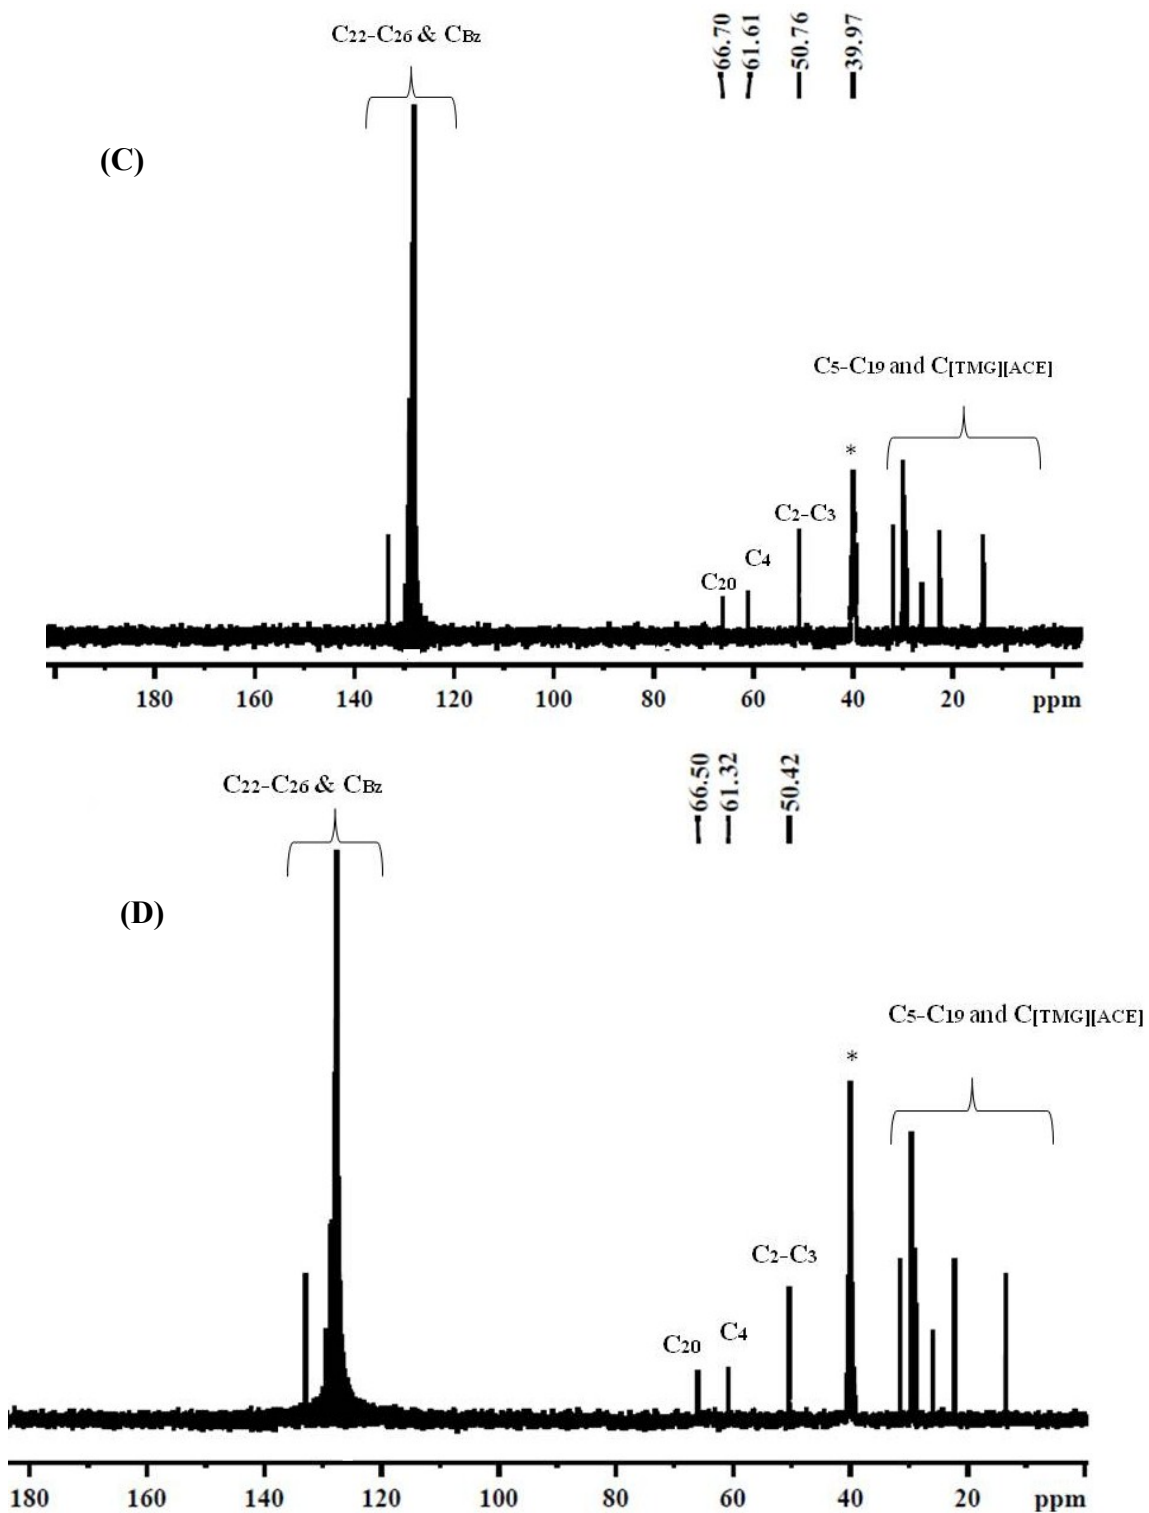 C22-C26 & CBz
66.70 61.61 50.76 39.97
(C)
C5-C19 and C[TMG][ACE]
*
C2-C3
C4
C20
180 160 140 120 100 80 60 40 20 ppm
66.50 61.32 50.42
C22-C26 & CBz
(D)
C5-C19 and C[TMG][ACE]
*
C2-C3
C4
C20
180 160 140 120 100 80 60 40 20 ppm